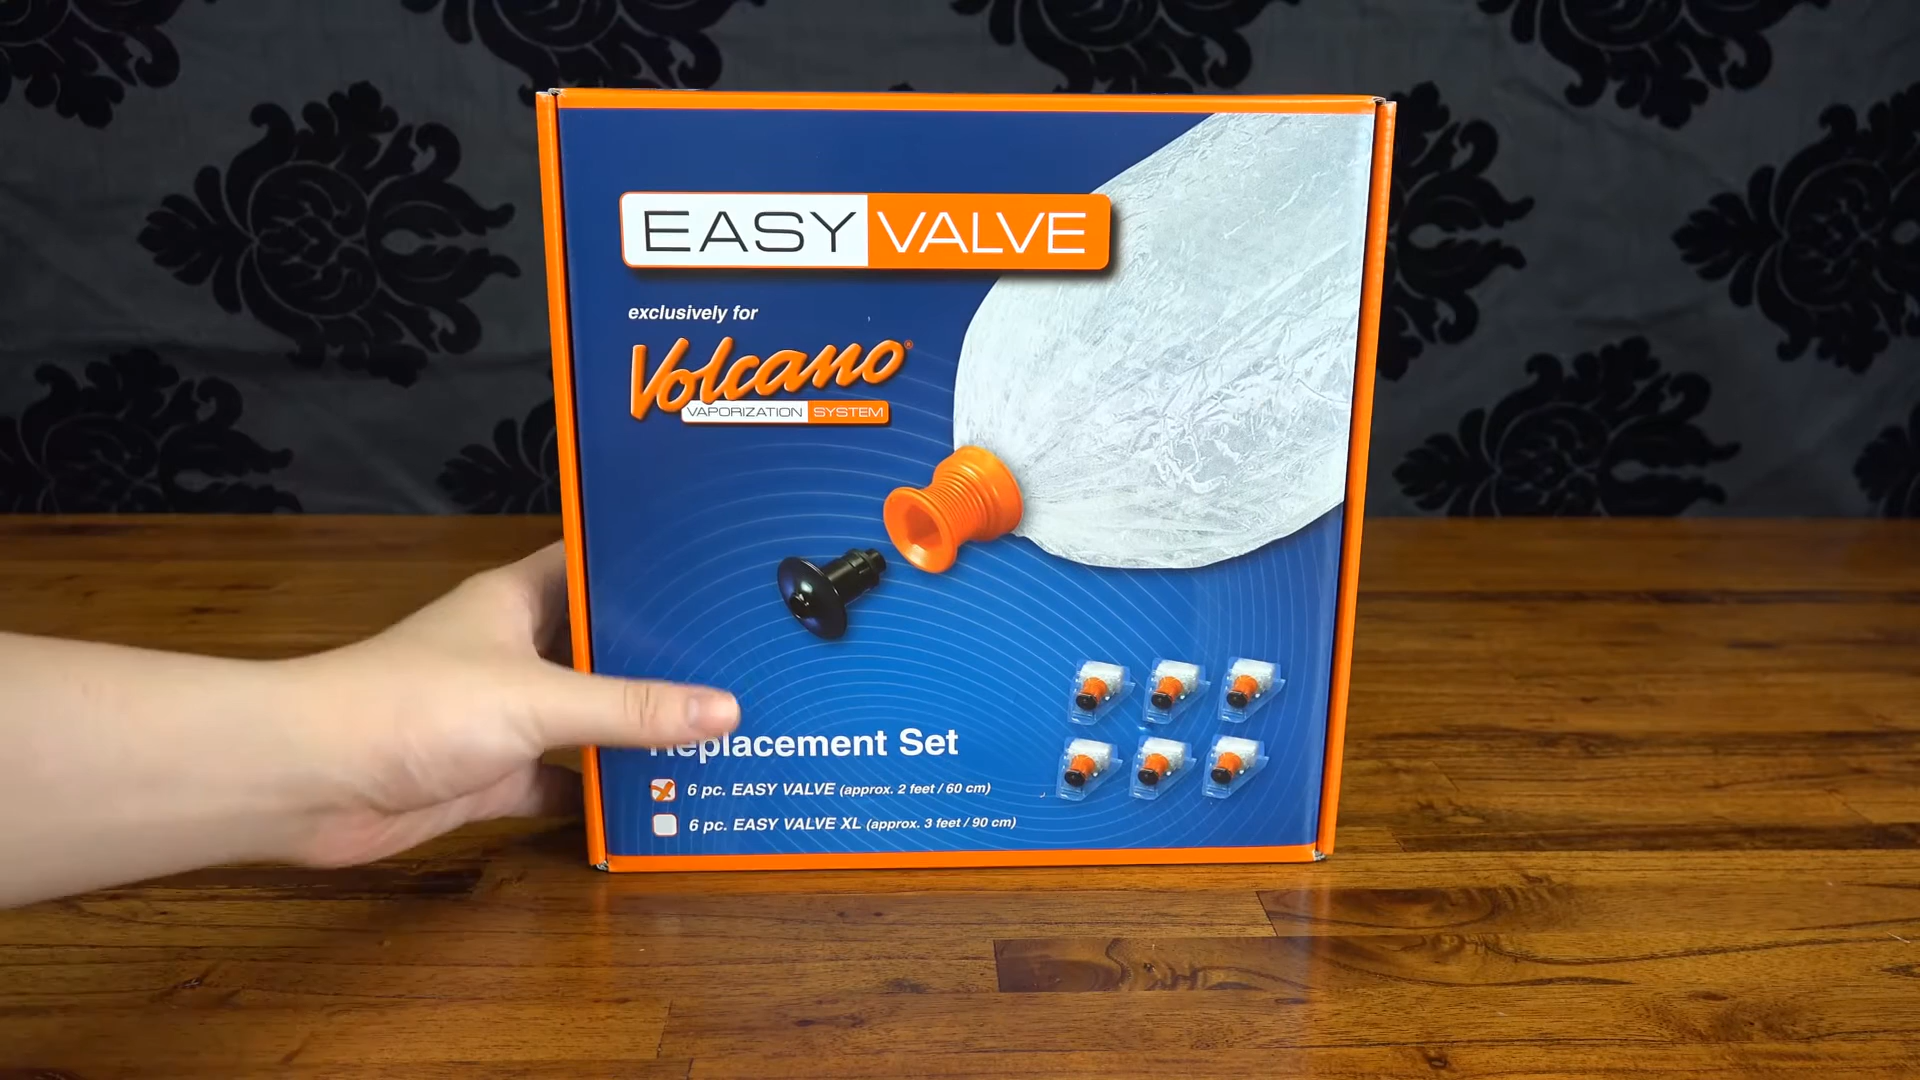 EASY VALVE
exclusively for
Volcano®
VAPORIZATION SYSTEM
Replacement Set
6 pc. EASY VALVE (approx. 2 feet / 60 cm)
6 pc. EASY VALVE XL (approx. 3 feet / 90 cm)